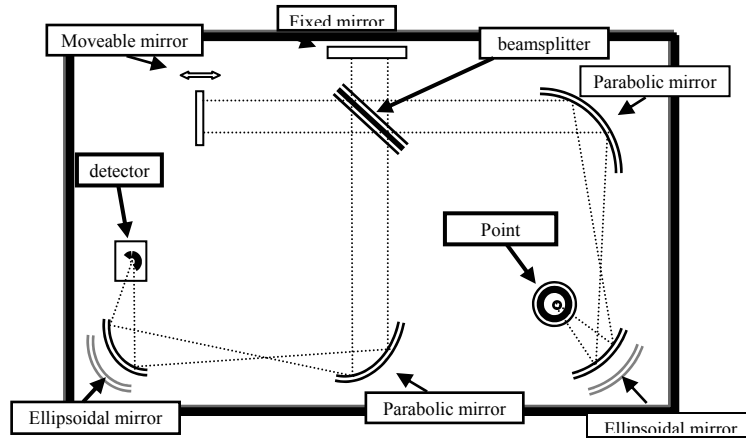 Fixed mirror
Moveable mirror
beamsplitter
Parabolic mirror
detector
Point
Ellipsoidal mirror
Parabolic mirror
Ellipsoidal mirror